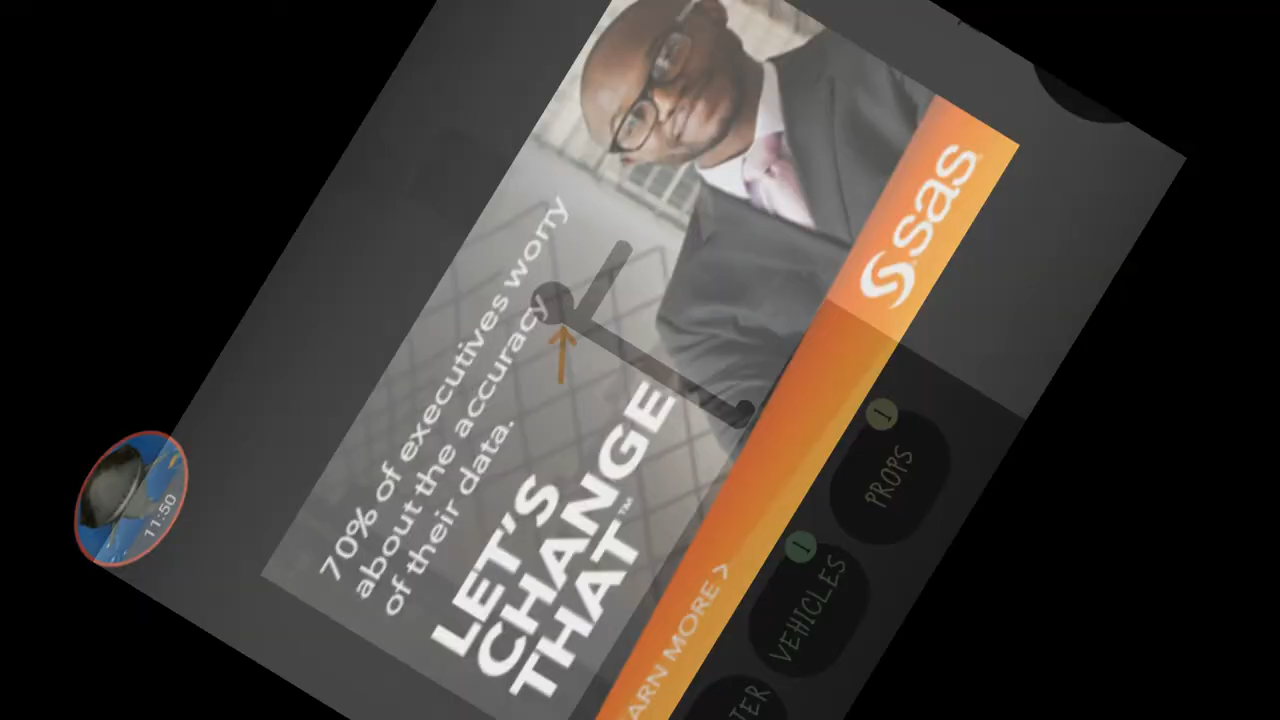 70% of executives worry
about the accuracy
of their data.
LET'S
CHANGE
THAT™
ARN MORE >
sas
11:50
1
PROPS
1
VEHICLES
TER